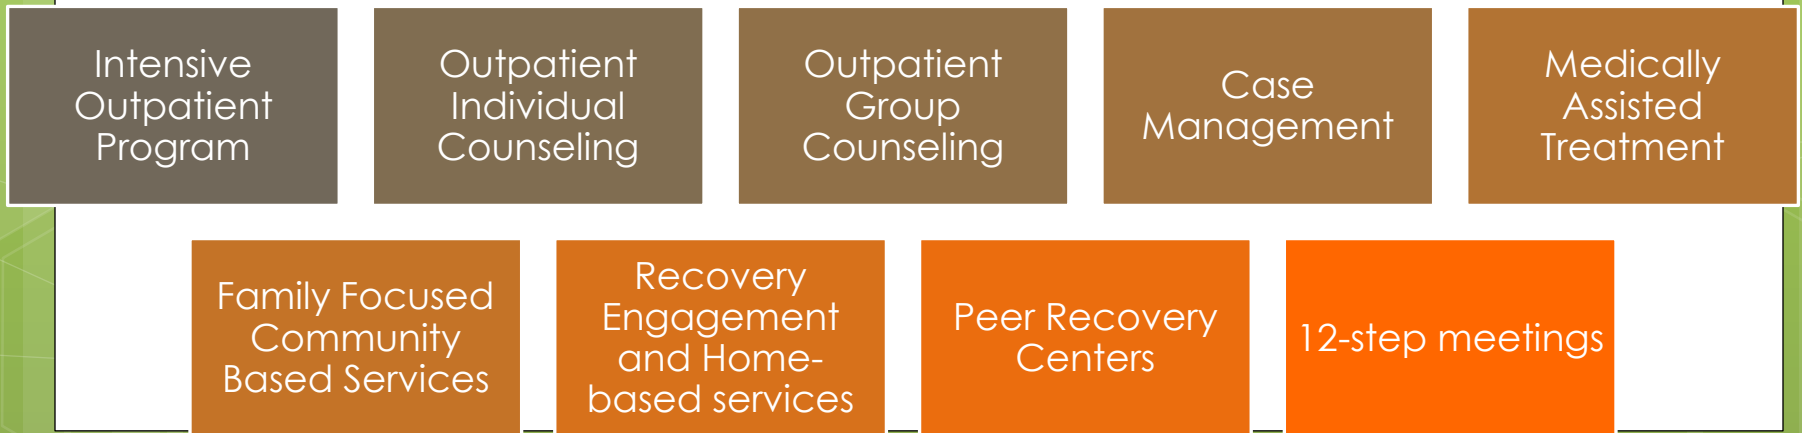 Intensive
Outpatient
Program
Outpatient
Individual
Counseling
Outpatient
Group
Counseling
Case
Management
Medically
Assisted
Treatment
Family Focused
Community
Based Services
Recovery
Engagement
and Home-
based services
Peer Recovery
Centers
12-step meetings